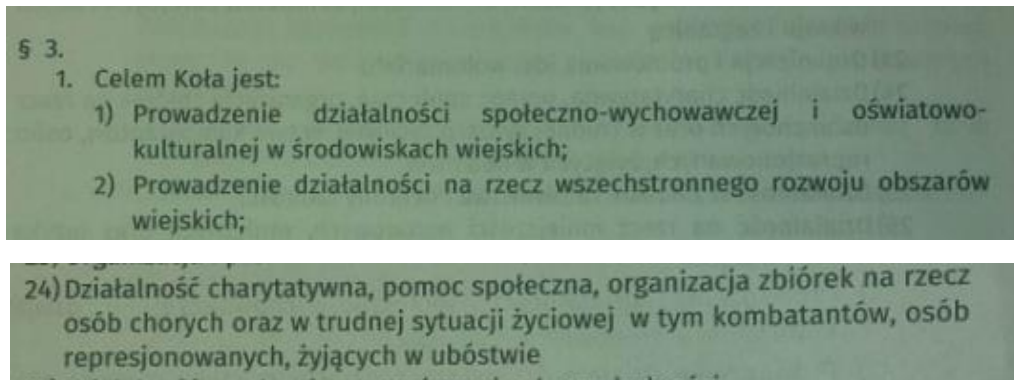 § 3.
1. Celem Koła jest:
1) Prowadzenie działalności społeczno-wychowawczej i oświatowo-
kulturalnej w środowiskach wiejskich;
2) Prowadzenie działalności na rzecz wszechstronnego rozwoju obszarów
wiejskich;
24) Działalność charytatywna, pomoc społeczna, organizacja zbiórek na rzecz
osób chorych oraz w trudnej sytuacji życiowej w tym kombatantów, osób
represjonowanych, żyjących w ubóstwie